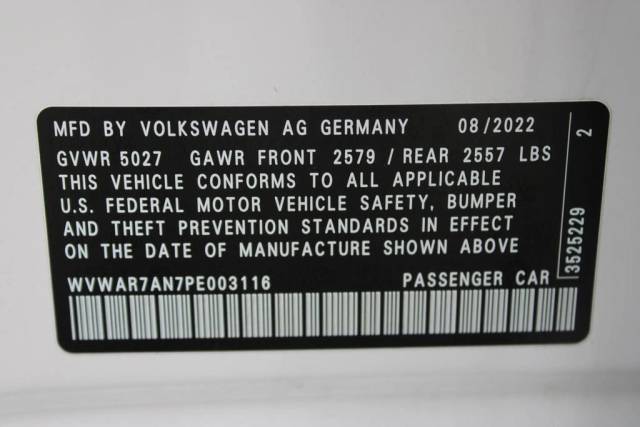 MFD BY VOLKSWAGEN AG GERMANY 08/2022
GVWR 5027 GAWR FRONT 2579 / REAR 2557 LBS
THIS VEHICLE CONFORMS TO ALL APPLICABLE
U.S. FEDERAL MOTOR VEHICLE SAFETY, BUMPER
AND THEFT PREVENTION STANDARDS IN EFFECT
ON THE DATE OF MANUFACTURE SHOWN ABOVE
WVWAR7AN7PE003116 PASSENGER CAR
3525229 2